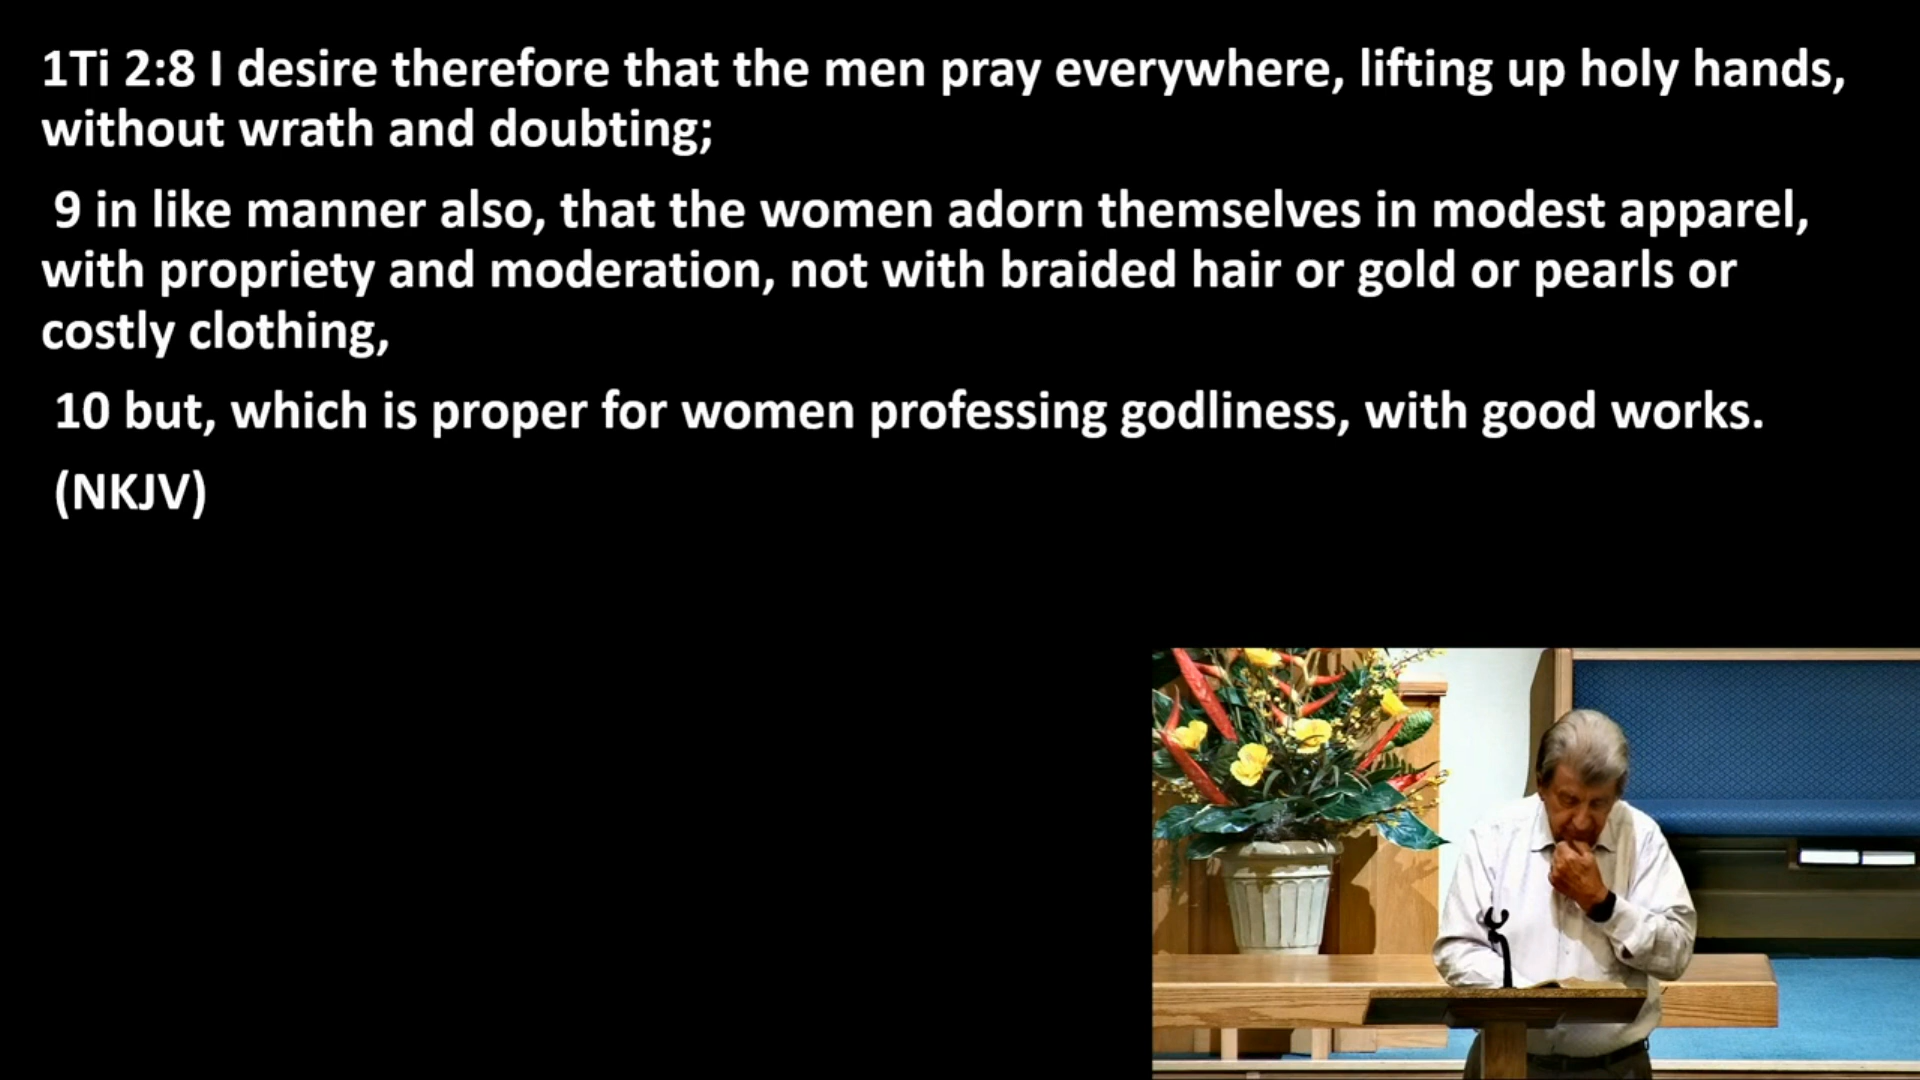 1Ti 2:8 I desire therefore that the men pray everywhere, lifting up holy hands,
without wrath and doubting;
9 in like manner also, that the women adorn themselves in modest apparel,
with propriety and moderation, not with braided hair or gold or pearls or
costly clothing,
10 but, which is proper for women professing godliness, with good works.
(NKJV)